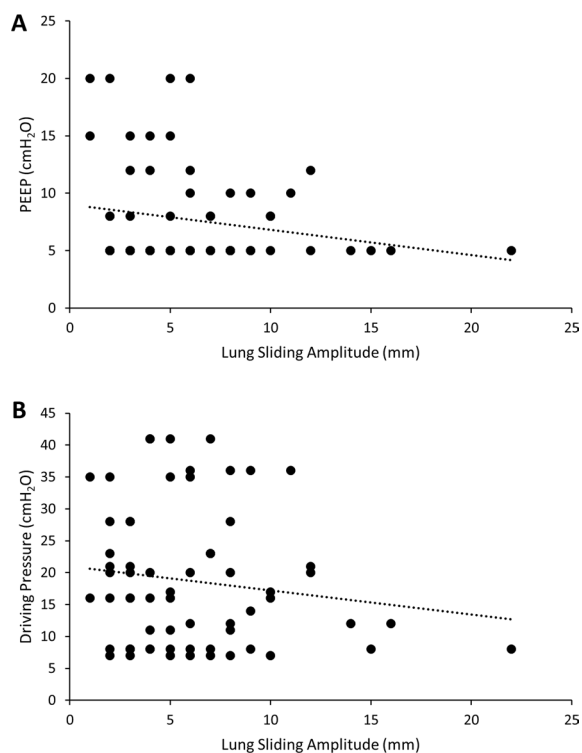 A
25
20
15
10
5
0
PEEP (cmH₂O)
0 5 10 15 20 25
Lung Sliding Amplitude (mm)
B
45
40
35
30
25
20
15
10
5
0
Driving Pressure (cmH₂O)
0 5 10 15 20 25
Lung Sliding Amplitude (mm)